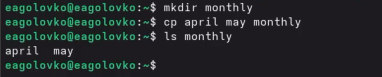 eagolovko@eagolovko:~$ mkdir monthly
eagolovko@eagolovko:~$ cp april may monthly
eagolovko@eagolovko:~$ ls monthly
april  may
eagolovko@eagolovko:~$